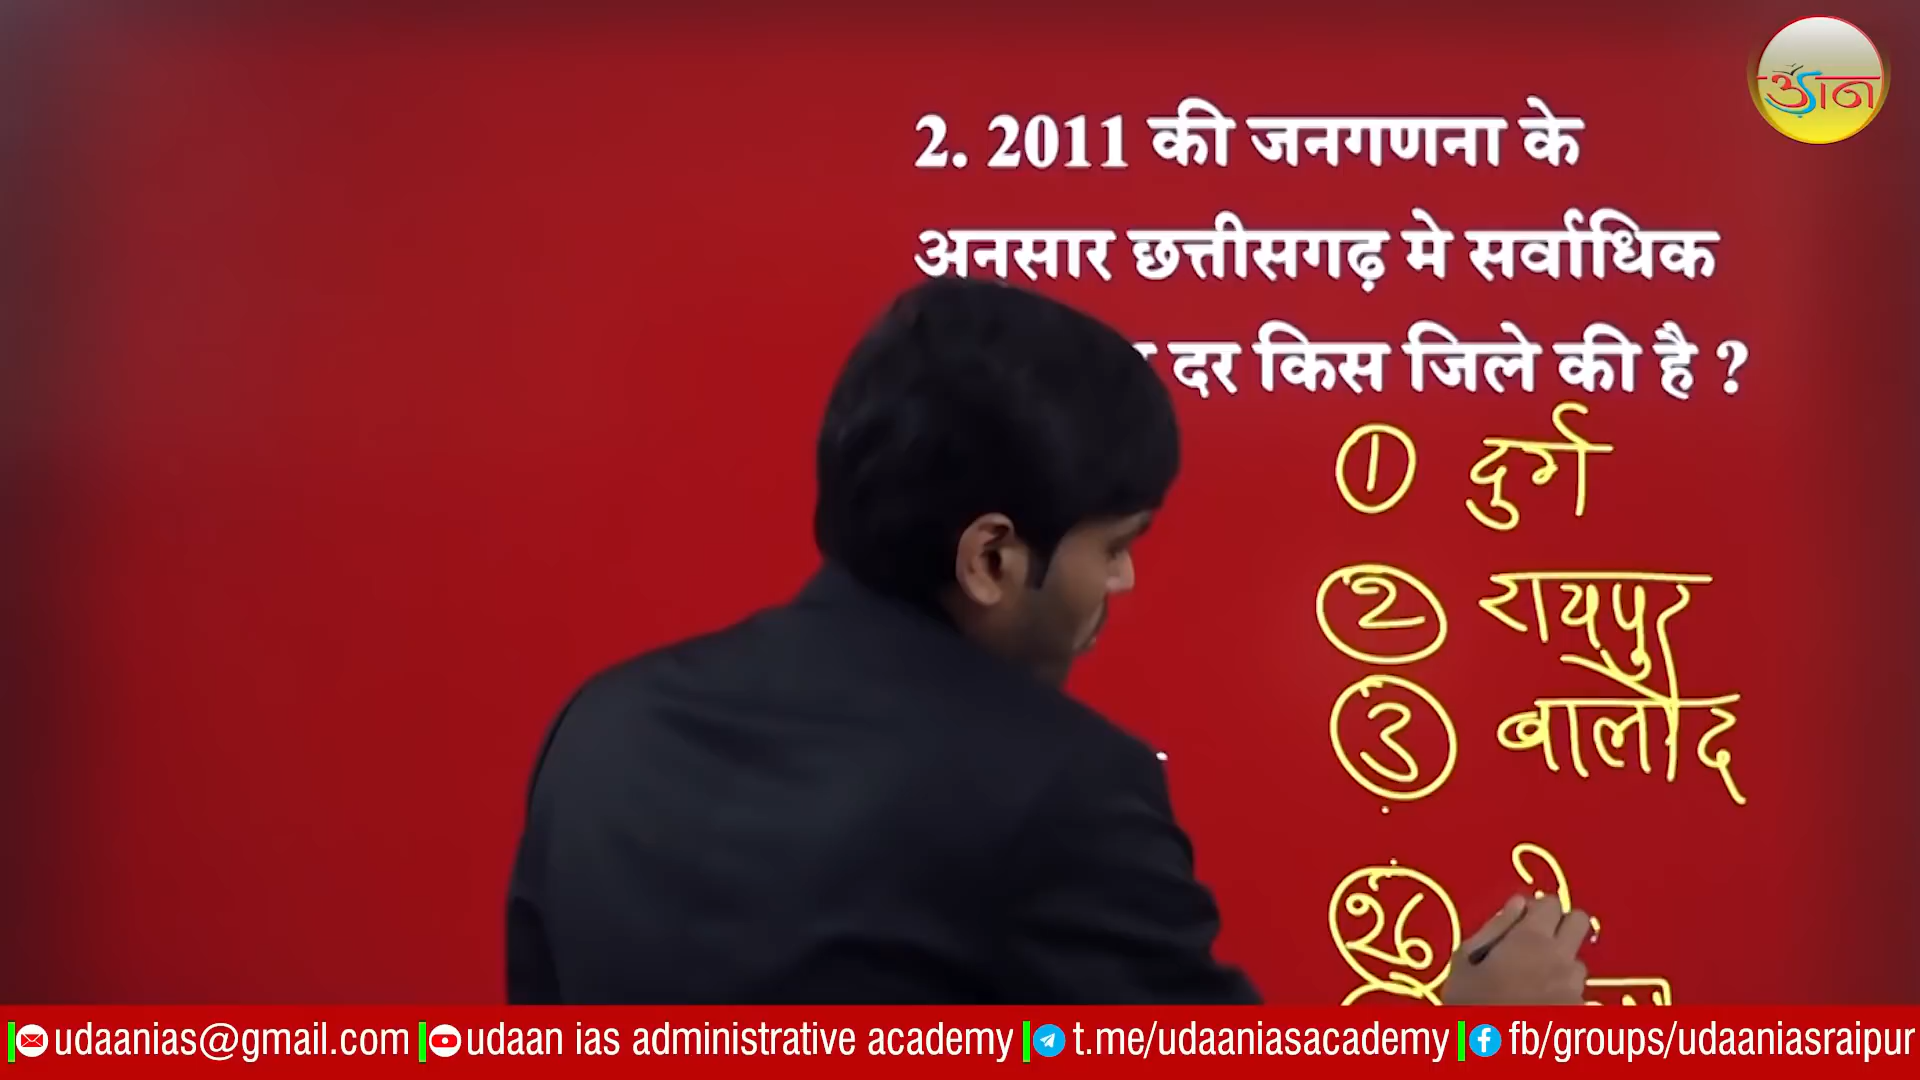 उड़ान
2. 2011 की जनगणना के
अनुसार छत्तीसगढ़ मे सर्वाधिक
दर किस जिले की है ?
1 दुर्ग
2 रायपुर
3 बालोद
udaanias@gmail.com udaan ias administrative academy t.me/udaaniasacademy fb/groups/udaaniasraipur